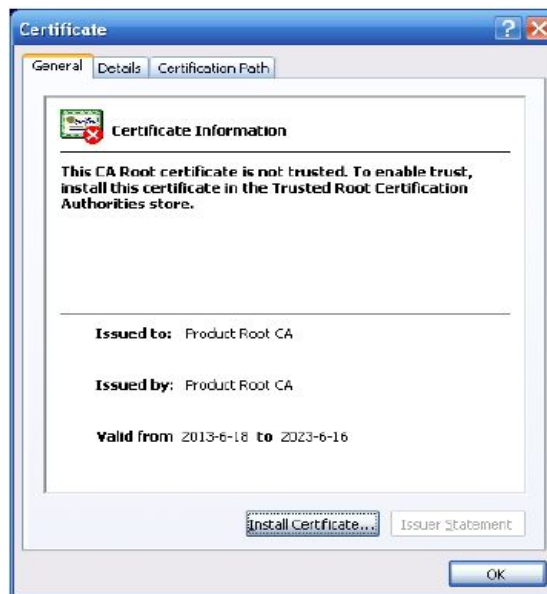 Certificate
General Details Certification Path
Certificate Information
This CA Root certificate is not trusted. To enable trust,
install this certificate in the Trusted Root Certification
Authorities store.
Issued to: Product Root CA
Issued by: Product Root CA
Valid from 2013-6-18 to 2023-6-16
Install Certificate... Issuer Statement
OK